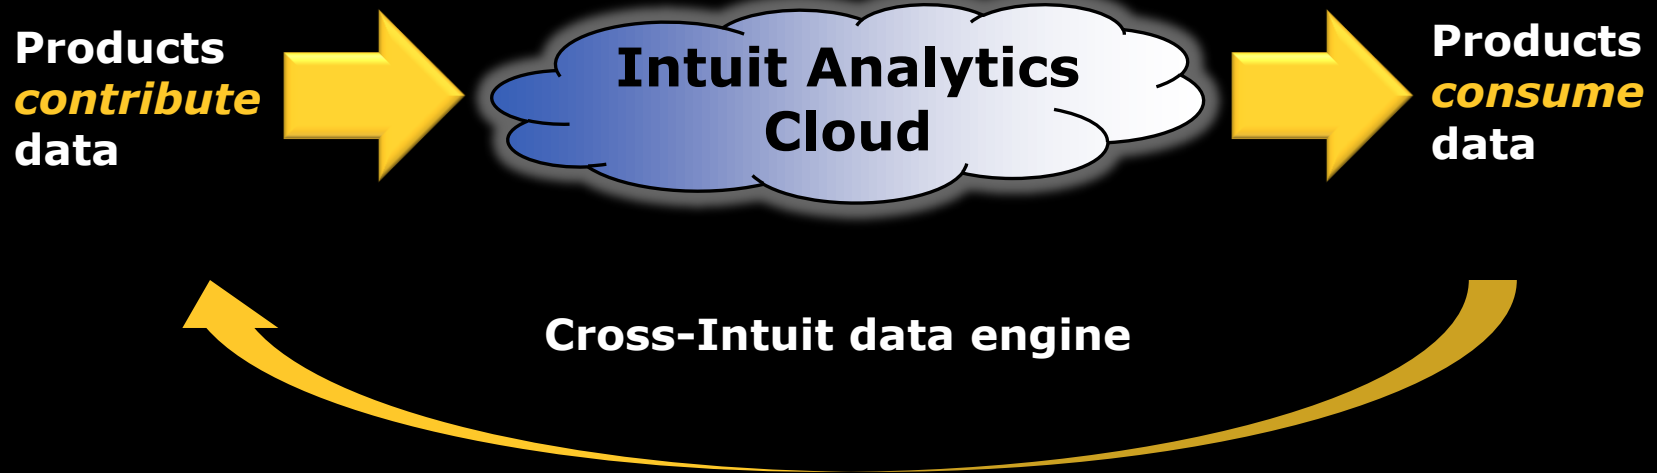 Products
contribute
data
Intuit Analytics
Cloud
Products
consume
data
Cross–Intuit data engine